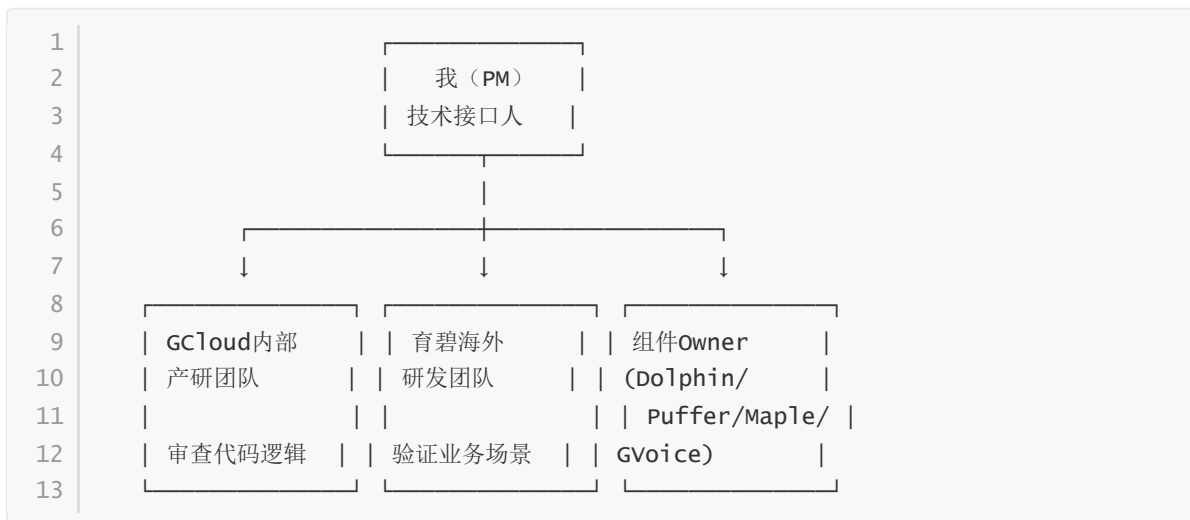 1
2 我（PM）
3 技术接口人
4
5
6
7 ↓ ↓ ↓
8
9 GCloud内部 育碧海外 组件Owner
10 产研团队 研发团队 (Dolphin/
11 Puffer/Maple/
12 审查代码逻辑 验证业务场景 GVoice)
13